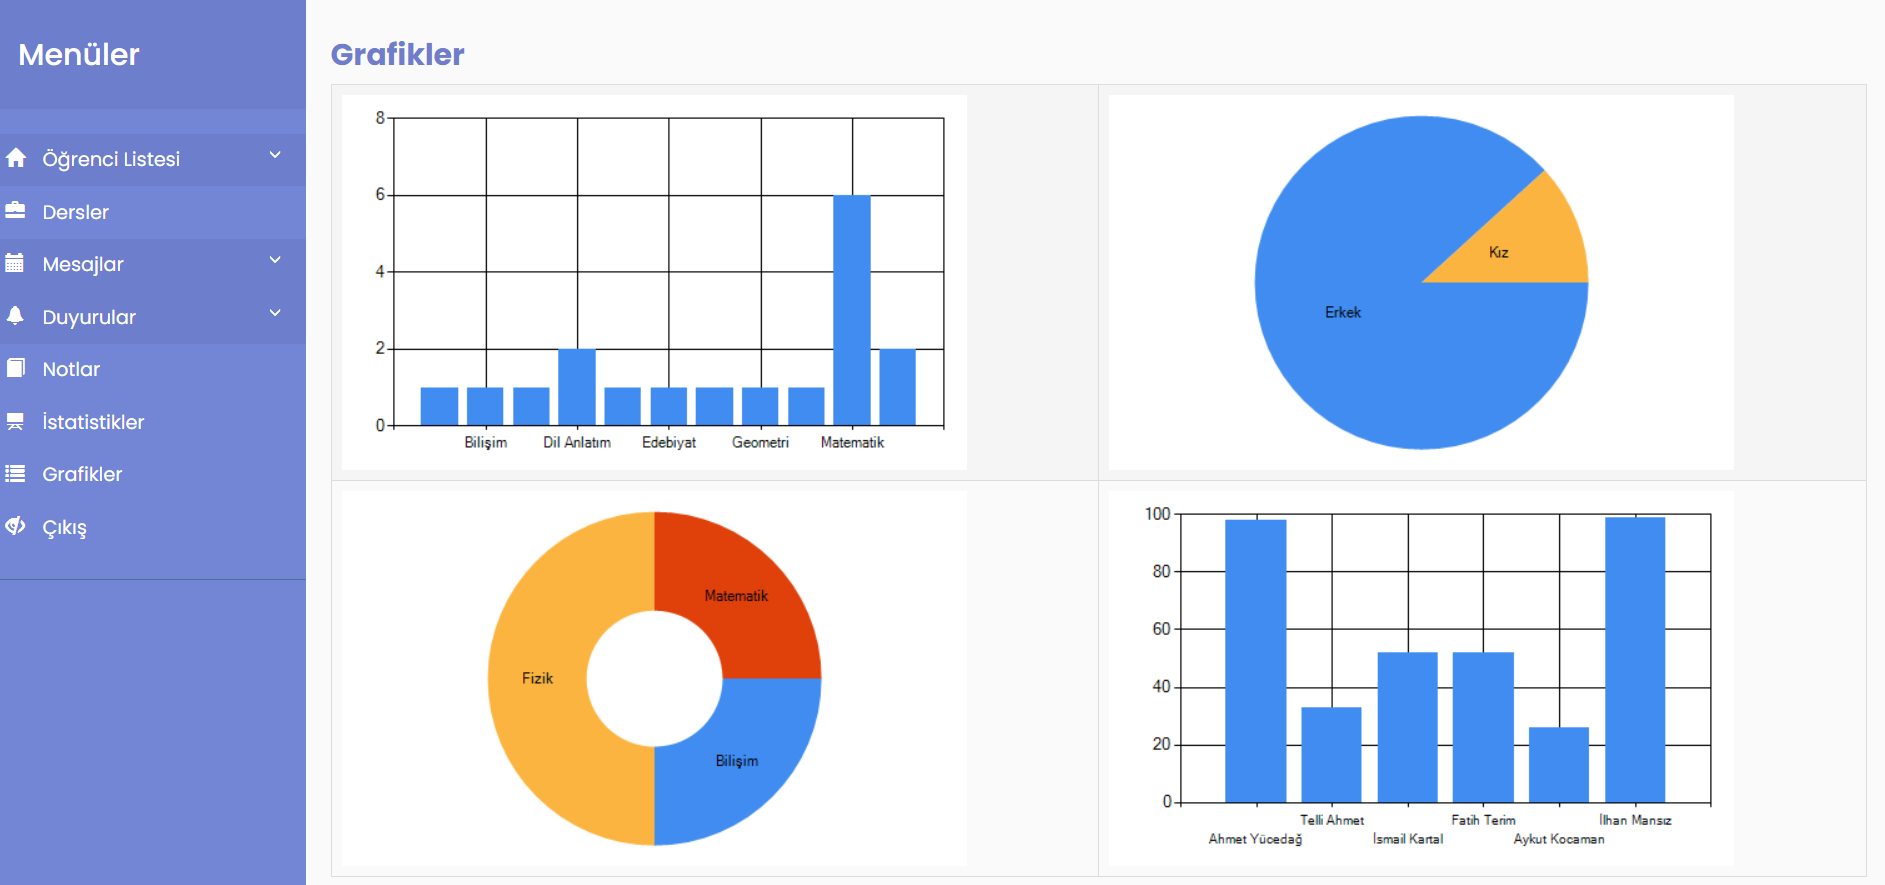 Menüler
Öğrenci Listesi
Dersler
Mesajlar
Duyurular
Notlar
İstatistikler
Grafikler
Çıkış
Grafikler
8
6
4
2
0
Bilişim Dil Anlatım Edebiyat Geometri Matematik
Kız
Erkek
Matematik
Fizik
Bilişim
100
80
60
40
20
0
Telli Ahmet Fatih Terim İlhan Mansız
Ahmet Yücedağ İsmail Kartal Aykut Kocaman